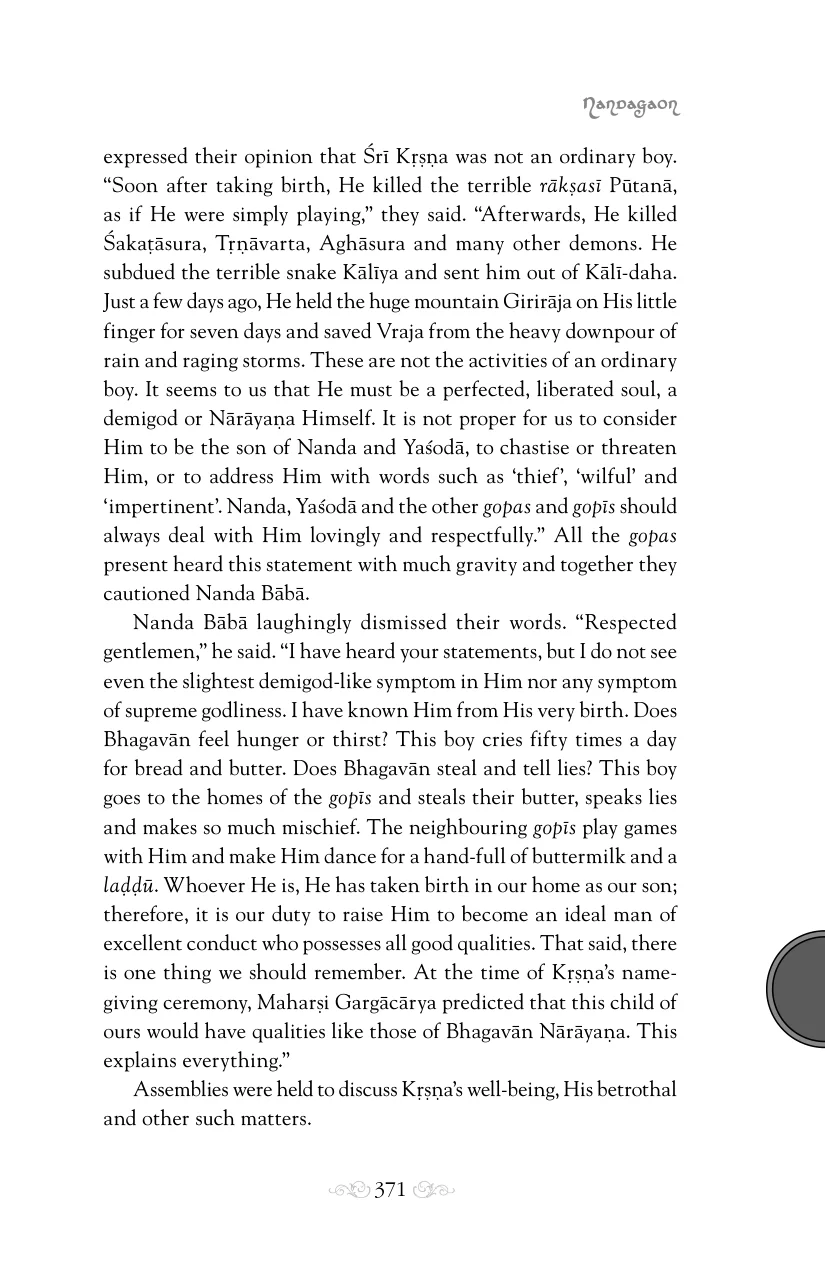 Nandagaon
expressed their opinion that Śrī Kṛṣṇa was not an ordinary boy.
“Soon after taking birth, He killed the terrible rākṣasī Pūtanā,
as if He were simply playing,” they said. “Afterwards, He killed
Śakaṭāsura, Tṛṇāvarta, Aghāsura and many other demons. He
subdued the terrible snake Kālīya and sent him out of Kālī-daha.
Just a few days ago, He held the huge mountain Girirāja on His little
finger for seven days and saved Vraja from the heavy downpour of
rain and raging storms. These are not the activities of an ordinary
boy. It seems to us that He must be a perfected, liberated soul, a
demigod or Nārāyaṇa Himself. It is not proper for us to consider
Him to be the son of Nanda and Yaśodā, to chastise or threaten
Him, or to address Him with words such as ‘thief’, ‘wilful’ and
‘impertinent’. Nanda, Yaśodā and the other gopas and gopīs should
always deal with Him lovingly and respectfully.” All the gopas
present heard this statement with much gravity and together they
cautioned Nanda Bābā.
Nanda Bābā laughingly dismissed their words. “Respected
gentlemen,” he said. “I have heard your statements, but I do not see
even the slightest demigod-like symptom in Him nor any symptom
of supreme godliness. I have known Him from His very birth. Does
Bhagavān feel hunger or thirst? This boy cries fifty times a day
for bread and butter. Does Bhagavān steal and tell lies? This boy
goes to the homes of the gopīs and steals their butter, speaks lies
and makes so much mischief. The neighbouring gopīs play games
with Him and make Him dance for a hand-full of buttermilk and a
laḍḍū. Whoever He is, He has taken birth in our home as our son;
therefore, it is our duty to raise Him to become an ideal man of
excellent conduct who possesses all good qualities. That said, there
is one thing we should remember. At the time of Kṛṣṇa’s name-
giving ceremony, Maharṣi Gargācārya predicted that this child of
ours would have qualities like those of Bhagavān Nārāyaṇa. This
explains everything.”
Assemblies were held to discuss Kṛṣṇa’s well-being, His betrothal
and other such matters.
371